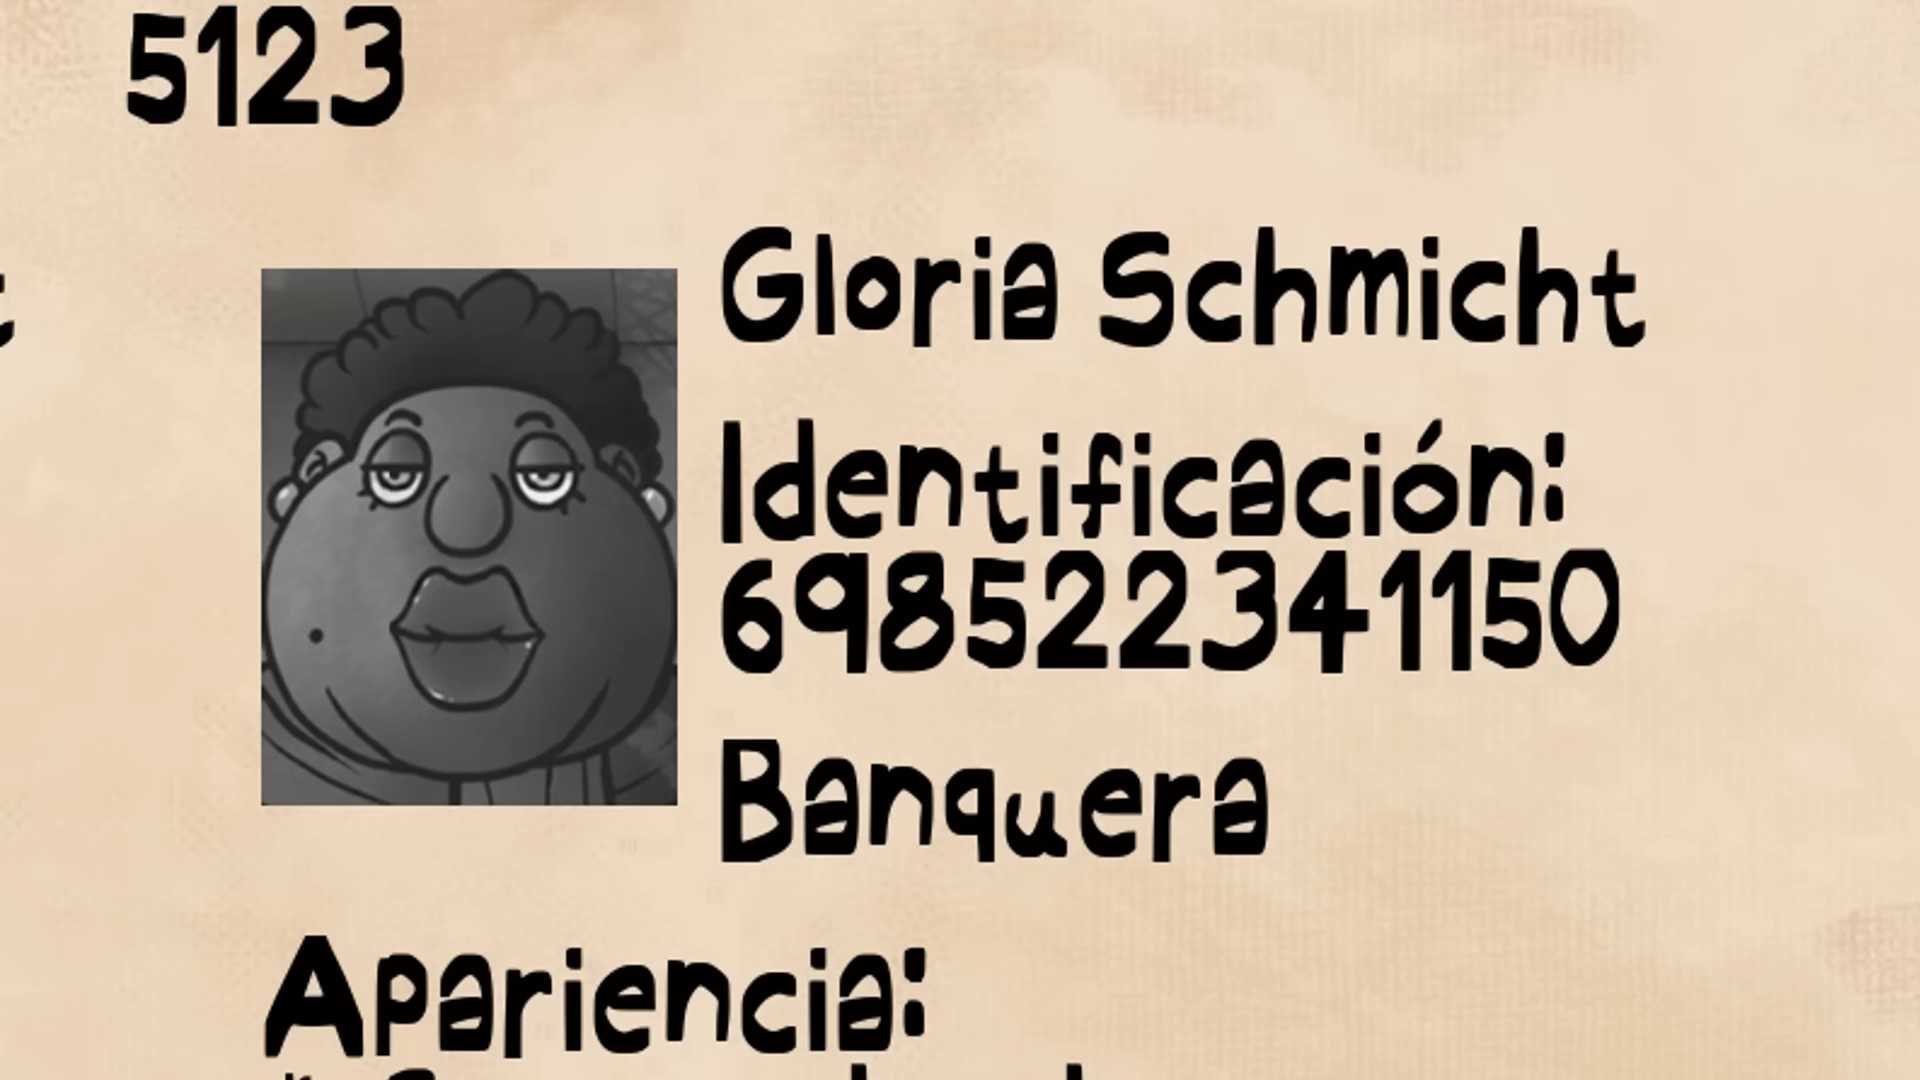 5123
Gloria Schmicht
Identificación:
698522341150
Banquera
Apariencia: